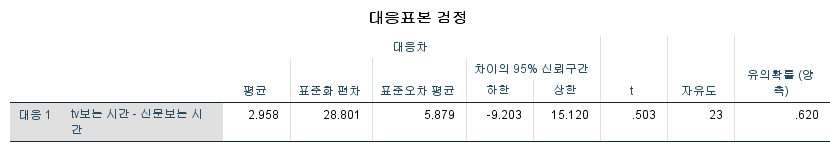 대응표본 검정
대응차
차이의 95% 신뢰구간
평균 표준화 편차 표준오차 평균 하한 상한 t 자유도 유의확률 (양
측)
대응 1 tv보는 시간 - 신문보는 시
간 2.958 28.801 5.879 -9.203 15.120 .503 23 .620